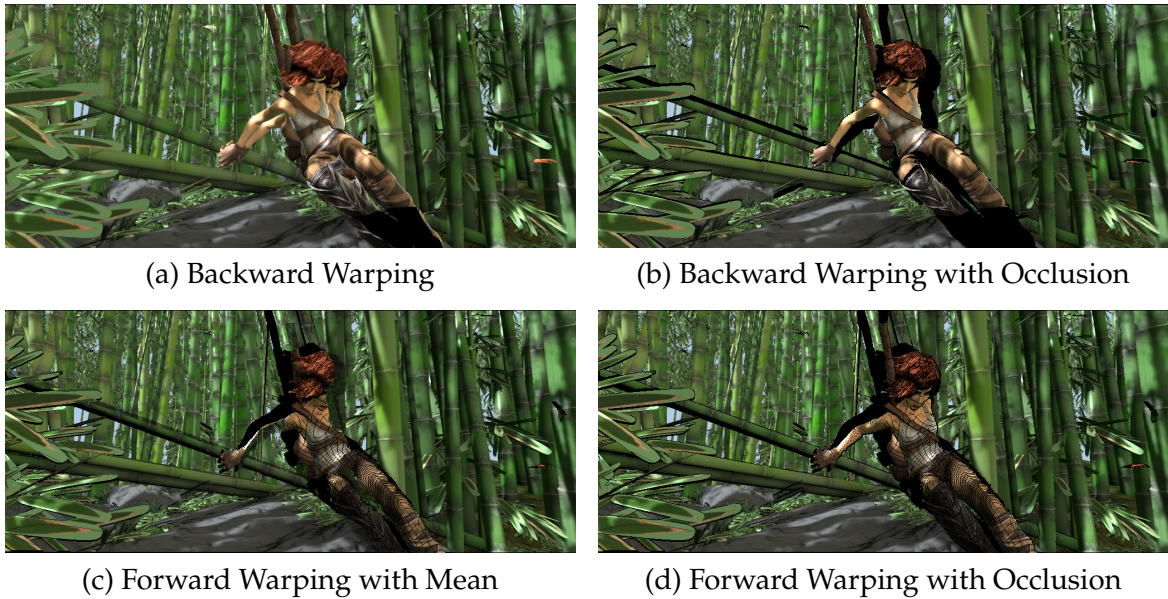 (a) Backward Warping
(b) Backward Warping with Occlusion
(c) Forward Warping with Mean
(d) Forward Warping with Occlusion